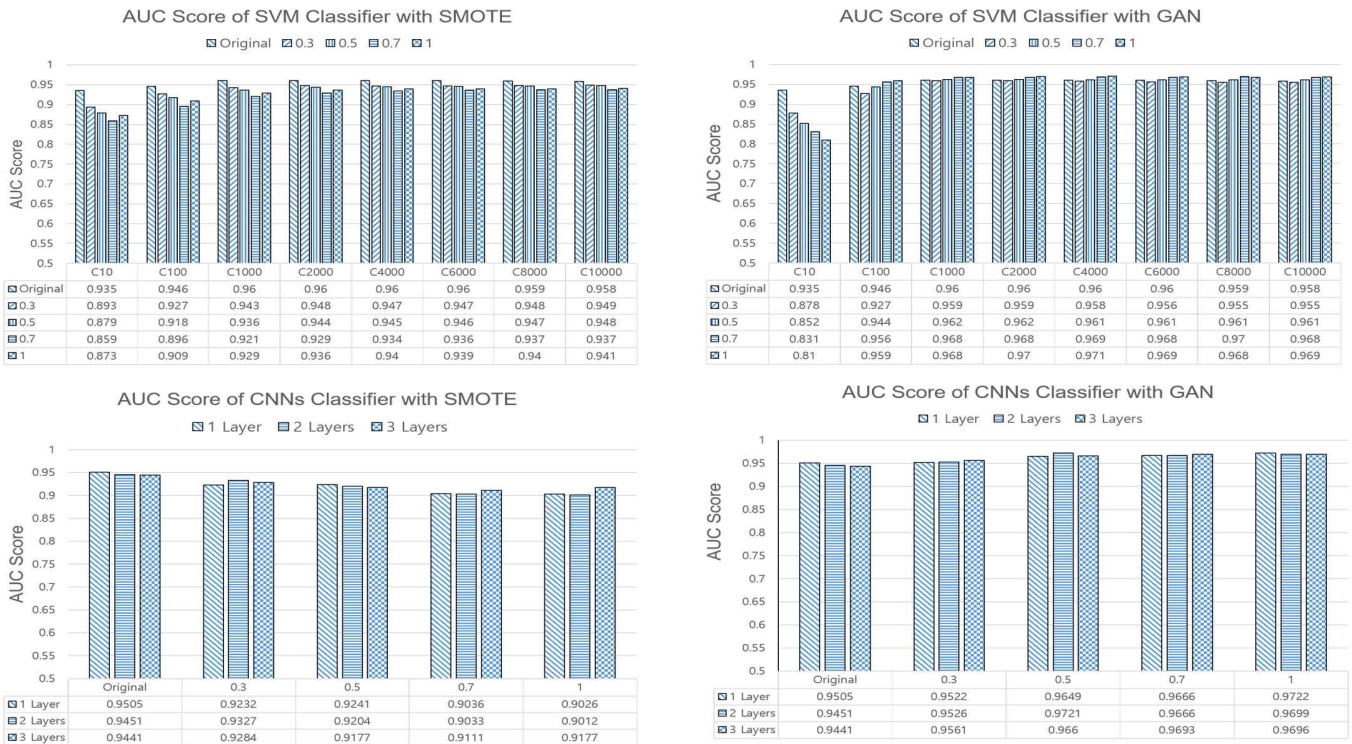 AUC Score of SVM Classifier with SMOTE
Original 0.3 0.5 0.7 1
AUC Score
1
0.95
0.9
0.85
0.8
0.75
0.7
0.65
0.6
0.55
0.5
C10 C100 C1000 C2000 C4000 C6000 C8000 C10000
Original 0.935 0.946 0.96 0.96 0.96 0.96 0.959 0.958
0.3 0.893 0.927 0.943 0.948 0.947 0.947 0.948 0.949
0.5 0.879 0.918 0.936 0.944 0.945 0.946 0.947 0.948
0.7 0.859 0.896 0.921 0.929 0.934 0.936 0.937 0.937
1 0.873 0.909 0.929 0.936 0.94 0.939 0.94 0.941
AUC Score of SVM Classifier with GAN
Original 0.3 0.5 0.7 1
AUC Score
1
0.95
0.9
0.85
0.8
0.75
0.7
0.65
0.6
0.55
0.5
C10 C100 C1000 C2000 C4000 C6000 C8000 C10000
Original 0.935 0.946 0.96 0.96 0.96 0.96 0.959 0.958
0.3 0.878 0.927 0.959 0.959 0.958 0.956 0.955 0.955
0.5 0.852 0.944 0.962 0.962 0.961 0.961 0.961 0.961
0.7 0.831 0.956 0.968 0.968 0.969 0.968 0.97 0.968
1 0.81 0.959 0.968 0.97 0.971 0.969 0.968 0.969
AUC Score of CNNs Classifier with SMOTE
1 Layer 2 Layers 3 Layers
AUC Score
1
0.95
0.9
0.85
0.8
0.75
0.7
0.65
0.6
0.55
0.5
Original 0.3 0.5 0.7 1
1 Layer 0.9505 0.9232 0.9241 0.9036 0.9026
2 Layers 0.9451 0.9327 0.9204 0.9033 0.9012
3 Layers 0.9441 0.9284 0.9177 0.9111 0.9177
AUC Score of CNNs Classifier with GAN
1 Layer 2 Layers 3 Layers
AUC Score
1
0.95
0.9
0.85
0.8
0.75
0.7
0.65
0.6
0.55
0.5
Original 0.3 0.5 0.7 1
1 Layer 0.9505 0.9522 0.9649 0.9666 0.9722
2 Layers 0.9451 0.9526 0.9721 0.9666 0.9699
3 Layers 0.9441 0.9561 0.966 0.9693 0.9696